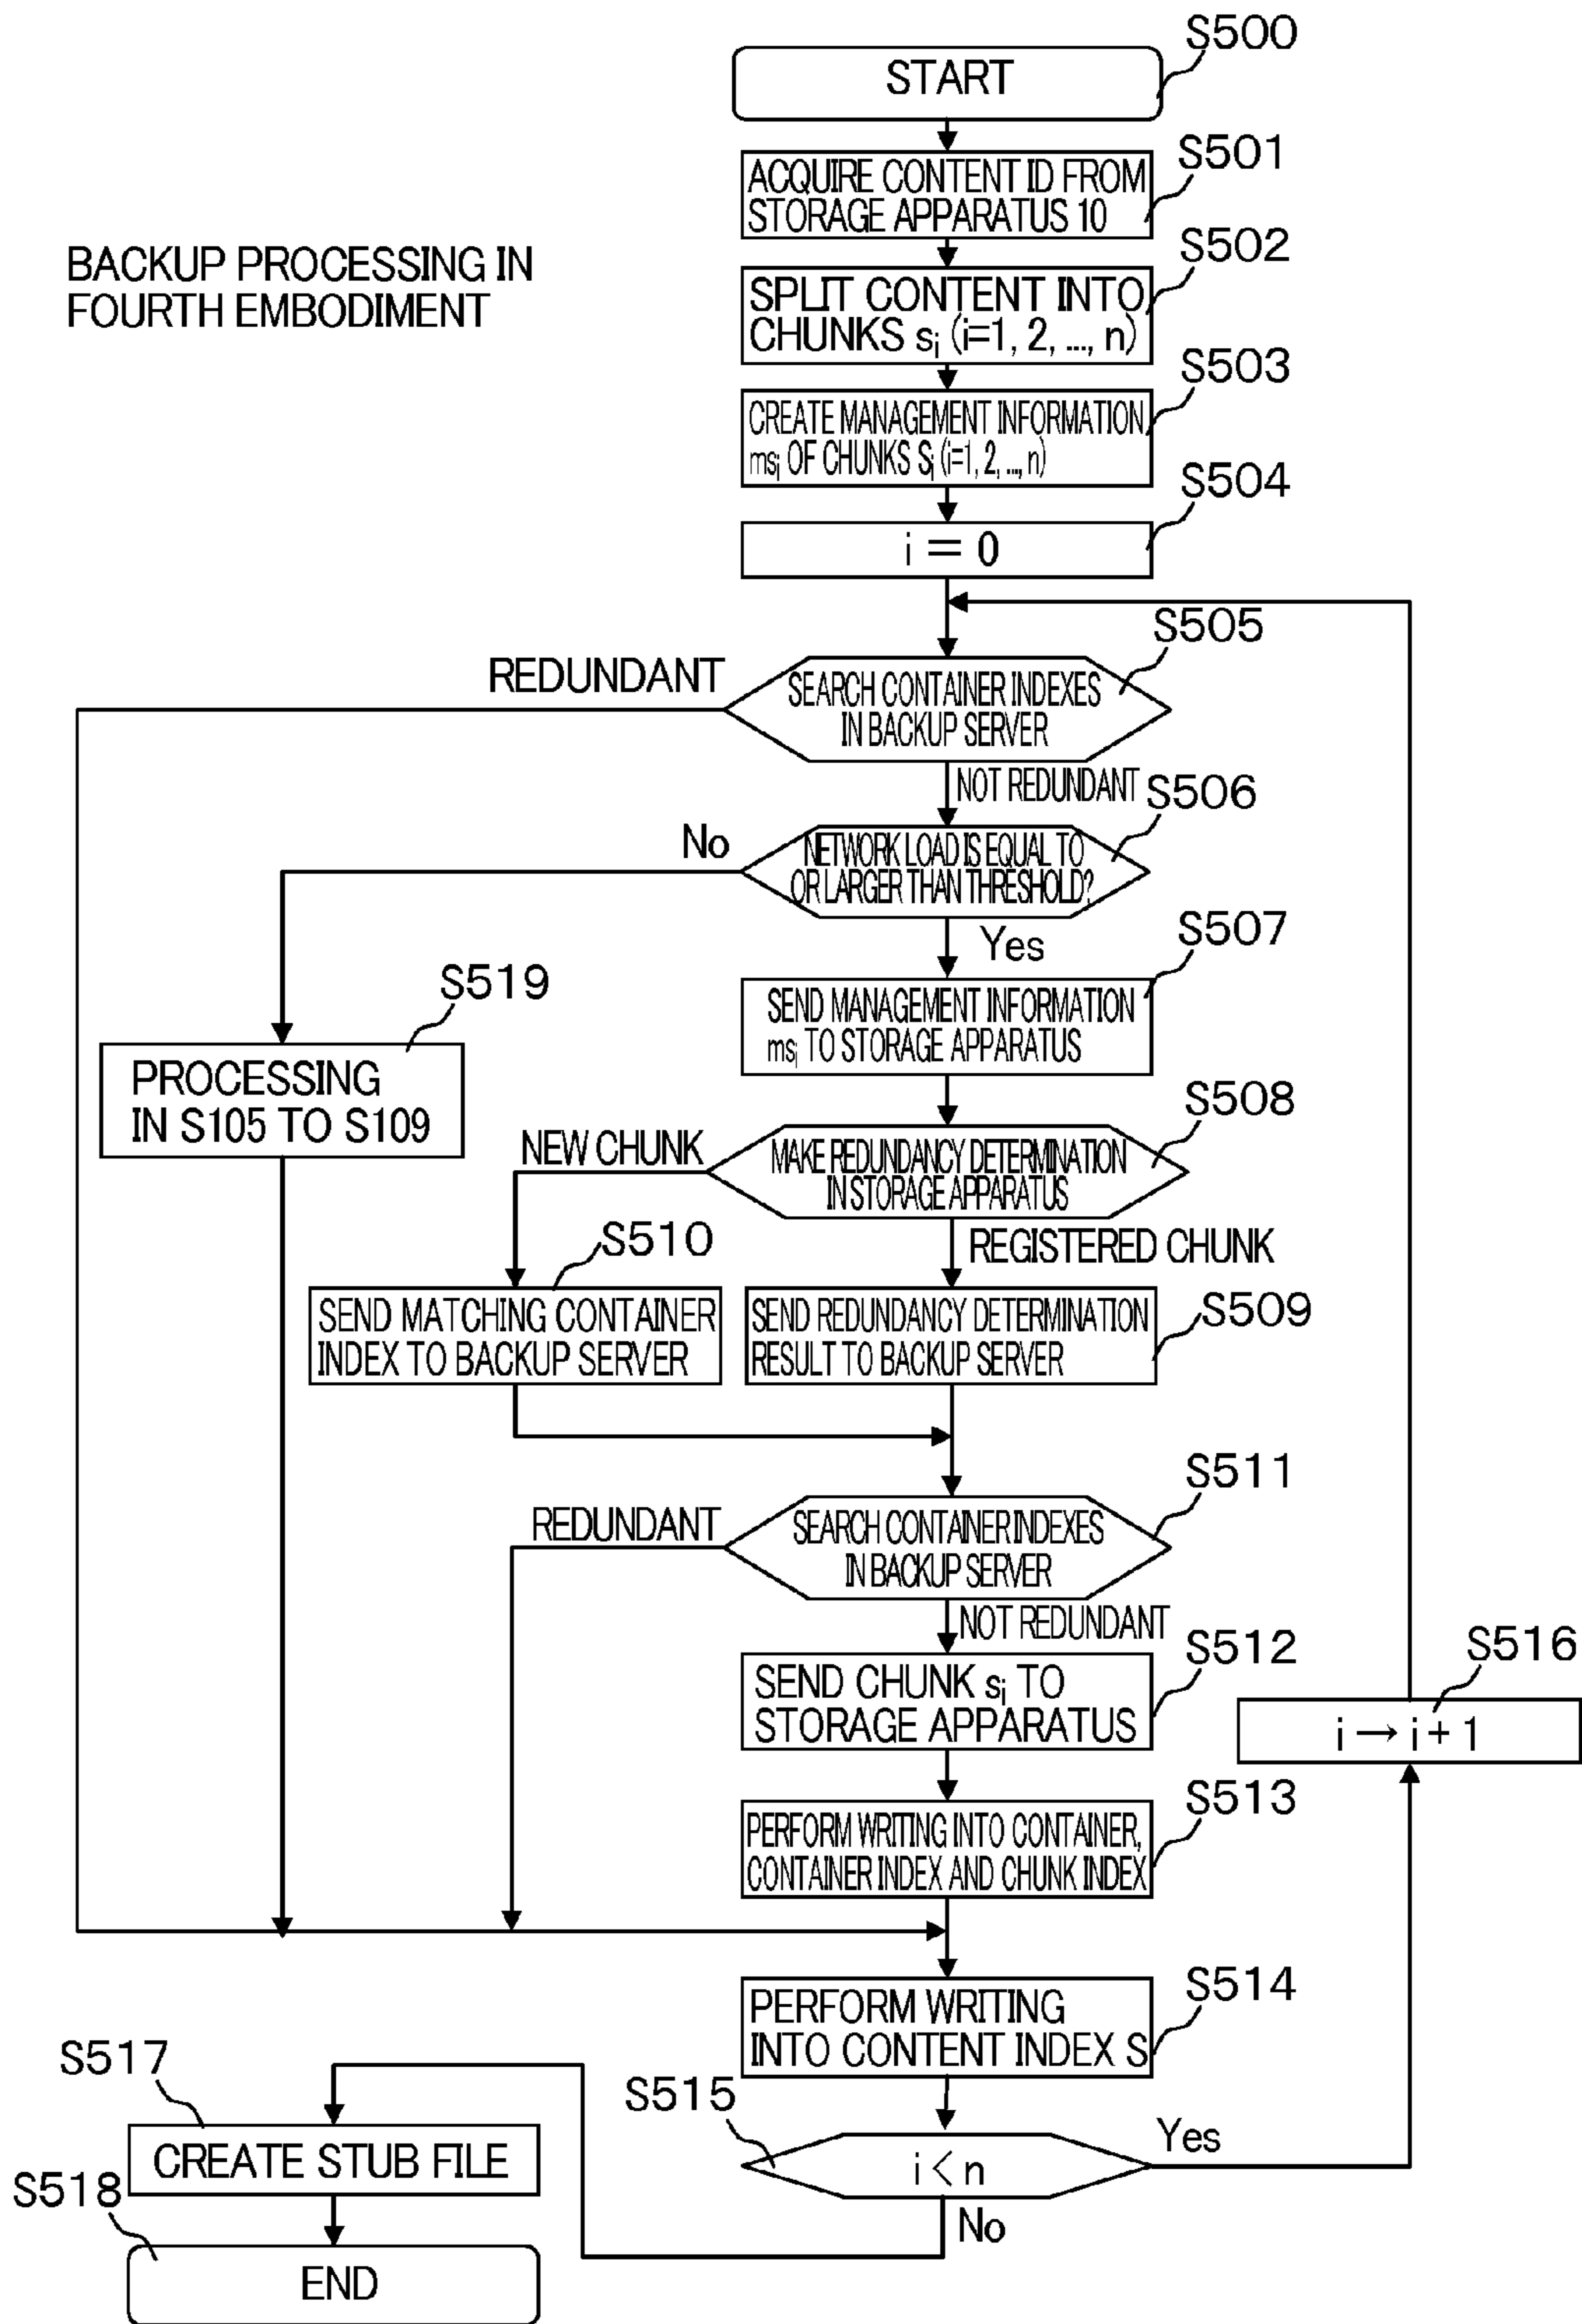 S500
START
S501
ACQUIRE CONTENT ID FROM
STORAGE APPARATUS 10
BACKUP PROCESSING IN
FOURTH EMBODIMENT
S502
SPLIT CONTENT INTO
CHUNKS si (i=1, 2, ..., n)
S503
CREATE MANAGEMENT INFORMATION
msi OF CHUNKS Si (i=1, 2, ..., n)
S504
i = 0
S505
REDUNDANT
SEARCH CONTAINER INDEXES
IN BACKUP SERVER
NOT REDUNDANT
S506
No
NETWORK LOAD IS EQUAL TO
OR LARGER THAN THRESHOLD?
Yes
S507
SEND MANAGEMENT INFORMATION
msi TO STORAGE APPARATUS
S519
PROCESSING
IN S105 TO S109
S508
NEW CHUNK
MAKE REDUNDANCY DETERMINATION
IN STORAGE APPARATUS
REGISTERED CHUNK
S510
SEND MATCHING CONTAINER
INDEX TO BACKUP SERVER
S509
SEND REDUNDANCY DETERMINATION
RESULT TO BACKUP SERVER
S511
REDUNDANT
SEARCH CONTAINER INDEXES
IN BACKUP SERVER
NOT REDUNDANT
S512
SEND CHUNK si TO
STORAGE APPARATUS
S516
i → i + 1
S513
PERFORM WRITING INTO CONTAINER,
CONTAINER INDEX AND CHUNK INDEX
S514
PERFORM WRITING
INTO CONTENT INDEX S
S515
i < n
Yes
No
S517
CREATE STUB FILE
S518
END